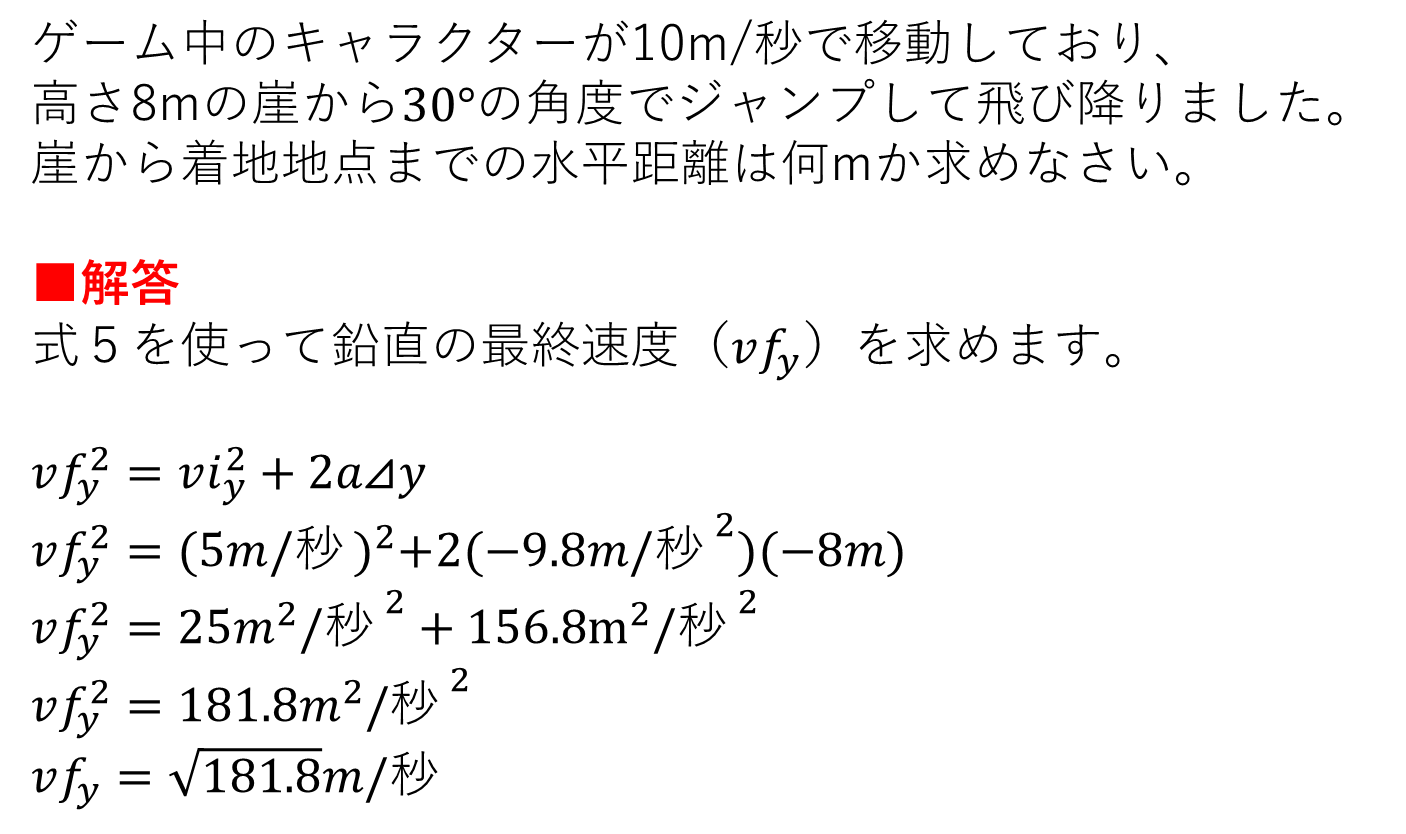 ゲーム中のキャラクターが10m/秒で移動しており、
高さ8mの崖から30°の角度でジャンプして飛び降りました。
崖から着地地点までの水平距離は何mか求めなさい。
■解答
式５を使って鉛直の最終速度（vf_y）を求めます。
vf_y^2 = vi_y^2 + 2a⊿y
vf_y^2 = (5m/秒)^2+2(−9.8m/秒^2)(−8m)
vf_y^2 = 25m^2/秒^2 + 156.8m^2/秒^2
vf_y^2 = 181.8m^2/秒^2
vf_y = √181.8m/秒